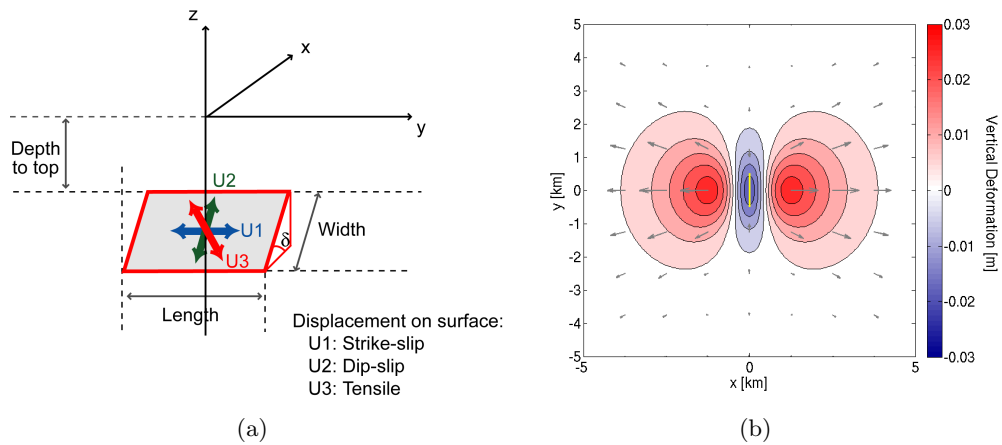 z
x
y
Depth
to top
U2
U1
U3
δ
Width
Length
Displacement on surface:
U1: Strike-slip
U2: Dip-slip
U3: Tensile
(a)
5
4
3
2
1
0
-1
-2
-3
-4
-5
y [km]
-5
0
5
x [km]
0.03
0.02
0.01
0
-0.01
-0.02
-0.03
Vertical Deformation [m]
(b)